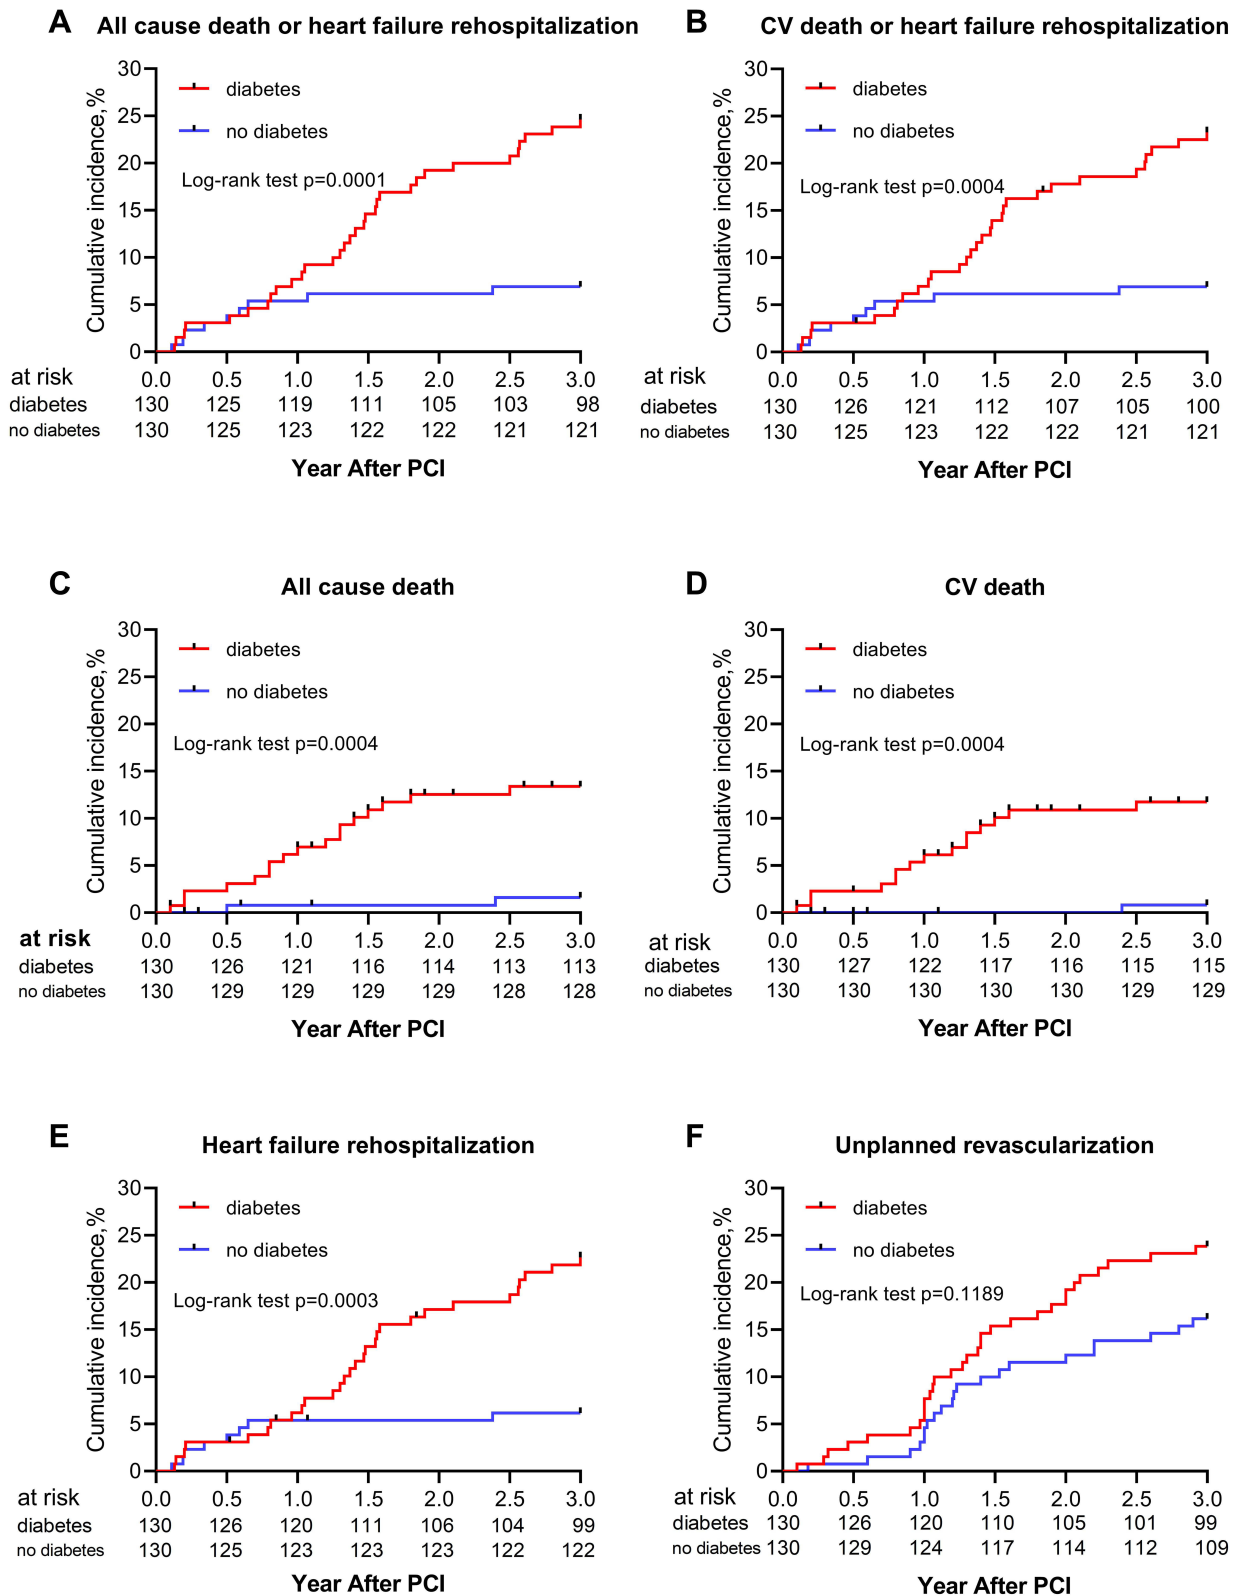 A All cause death or heart failure rehospitalization
Cumulative incidence,%
30
25
20
15
10
5
0
diabetes
no diabetes
Log-rank test p=0.0001
0.0 0.5 1.0 1.5 2.0 2.5 3.0
at risk
diabetes 130 125 119 111 105 103 98
no diabetes 130 125 123 122 122 121 121
Year After PCI
B CV death or heart failure rehospitalization
Cumulative incidence,%
30
25
20
15
10
5
0
diabetes
no diabetes
Log-rank test p=0.0004
0.0 0.5 1.0 1.5 2.0 2.5 3.0
at risk
diabetes 130 126 121 112 107 105 100
no diabetes 130 125 123 122 122 121 121
Year After PCI
C All cause death
Cumulative incidence,%
30
25
20
15
10
5
0
diabetes
no diabetes
Log-rank test p=0.0004
0.0 0.5 1.0 1.5 2.0 2.5 3.0
at risk
diabetes 130 126 121 116 114 113 113
no diabetes 130 129 129 129 129 128 128
Year After PCI
D CV death
Cumulative incidence,%
30
25
20
15
10
5
0
diabetes
no diabetes
Log-rank test p=0.0004
0.0 0.5 1.0 1.5 2.0 2.5 3.0
at risk
diabetes 130 127 122 117 116 115 115
no diabetes 130 130 130 130 130 129 129
Year After PCI
E Heart failure rehospitalization
Cumulative incidence,%
30
25
20
15
10
5
0
diabetes
no diabetes
Log-rank test p=0.0003
0.0 0.5 1.0 1.5 2.0 2.5 3.0
at risk
diabetes 130 126 120 111 106 104 99
no diabetes 130 125 123 123 123 122 122
Year After PCI
F Unplanned revascularization
Cumulative incidence,%
30
25
20
15
10
5
0
diabetes
no diabetes
Log-rank test p=0.1189
0.0 0.5 1.0 1.5 2.0 2.5 3.0
at risk
diabetes 130 126 120 110 105 101 99
no diabetes 130 129 124 117 114 112 109
Year After PCI